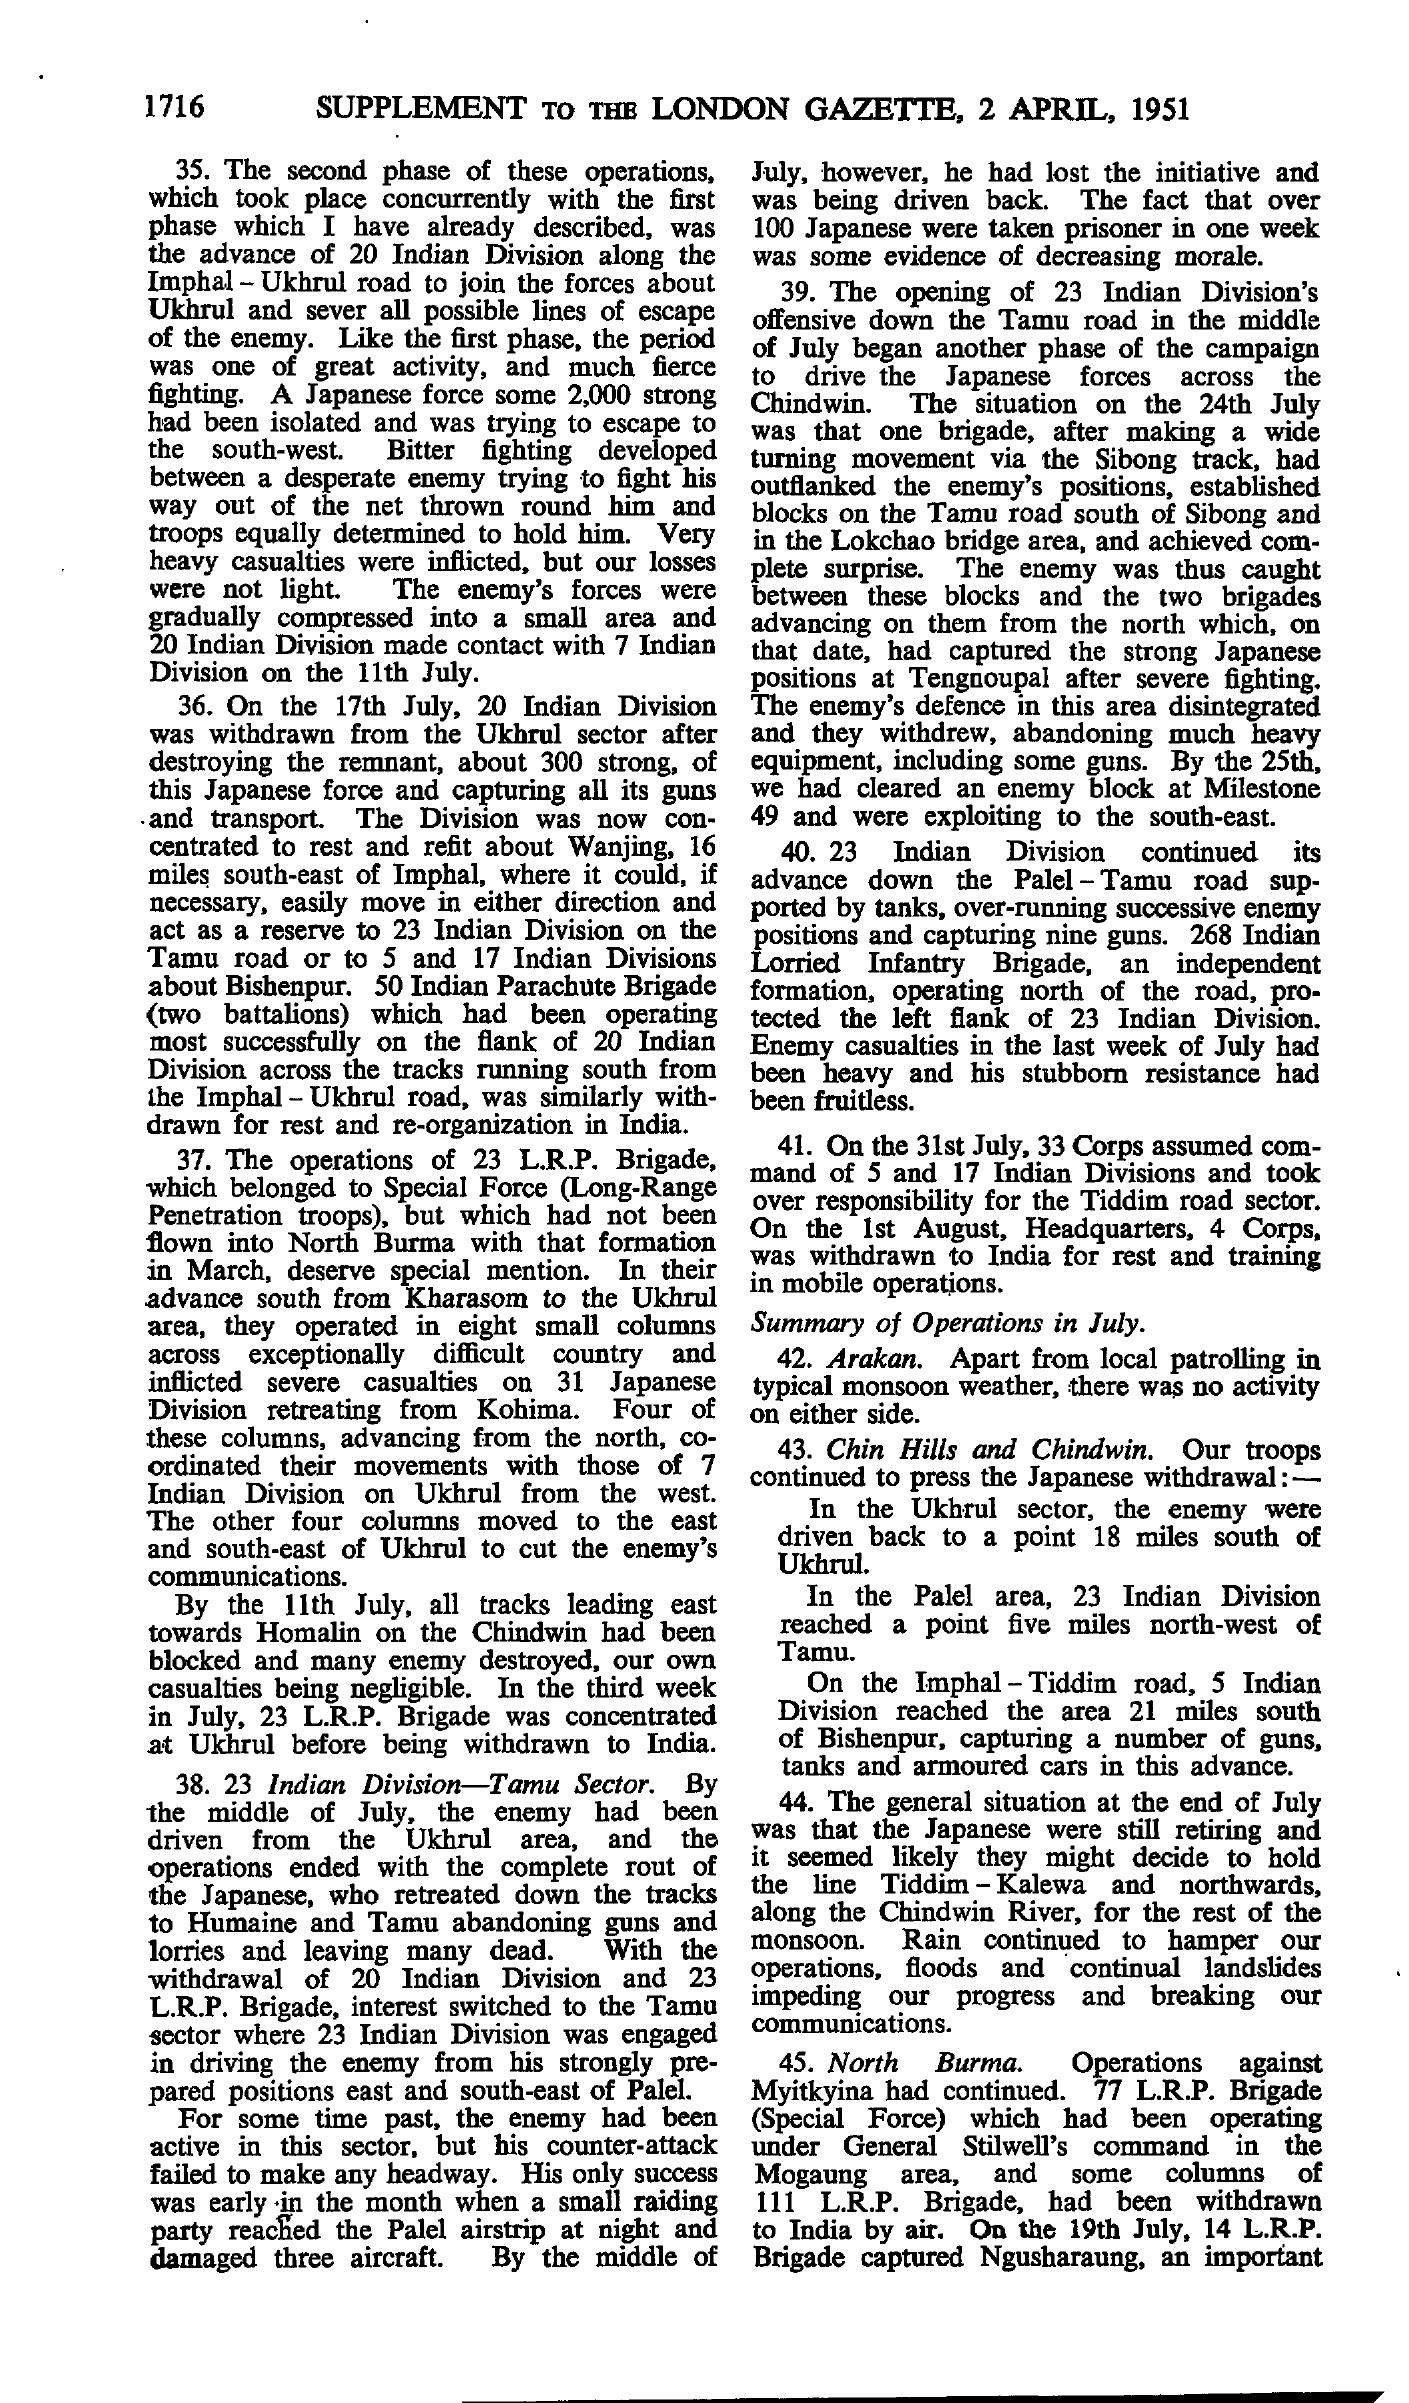 1716 SUPPLEMENT TO THE LONDON GAZETTE, 2 APRIL, 1951
35. The second phase of these operations,
which took place concurrently with the first
phase which I have already described, was
the advance of 20 Indian Division along the
Imphal – Ukhrul road to join the forces about
Ukhrul and sever all possible lines of escape
of the enemy. Like the first phase, the period
was one of great activity, and much fierce
fighting. A Japanese force some 2,000 strong
had been isolated and was trying to escape to
the south-west. Bitter fighting developed
between a desperate enemy trying to fight his
way out of the net thrown round him and
troops equally determined to hold him. Very
heavy casualties were inflicted, but our losses
were not light. The enemy's forces were
gradually compressed into a small area and
20 Indian Division made contact with 7 Indian
Division on the 11th July.
36. On the 17th July, 20 Indian Division
was withdrawn from the Ukhrul sector after
destroying the remnant, about 300 strong, of
this Japanese force and capturing all its guns
and transport. The Division was now con-
centrated to rest and refit about Wanjing, 16
miles south-east of Imphal, where it could, if
necessary, easily move in either direction and
act as a reserve to 23 Indian Division on the
Tamu road or to 5 and 17 Indian Divisions
about Bishenpur. 50 Indian Parachute Brigade
(two battalions) which had been operating
most successfully on the flank of 20 Indian
Division across the tracks running south from
the Imphal – Ukhrul road, was similarly with-
drawn for rest and re-organization in India.
37. The operations of 23 L.R.P. Brigade,
which belonged to Special Force (Long-Range
Penetration troops), but which had not been
flown into North Burma with that formation
in March, deserve special mention. In their
advance south from Kharasom to the Ukhrul
area, they operated in eight small columns
across exceptionally difficult country and
inflicted severe casualties on 31 Japanese
Division retreating from Kohima. Four of
these columns, advancing from the north, co-
ordinated their movements with those of 7
Indian Division on Ukhrul from the west.
The other four columns moved to the east
and south-east of Ukhrul to cut the enemy's
communications.
By the 11th July, all tracks leading east
towards Homalin on the Chindwin had been
blocked and many enemy destroyed, our own
casualties being negligible. In the third week
in July, 23 L.R.P. Brigade was concentrated
at Ukhrul before being withdrawn to India.
38. 23 Indian Division—Tamu Sector. By
the middle of July, the enemy had been
driven from the Ukhrul area, and the
operations ended with the complete rout of
the Japanese, who retreated down the tracks
to Humaine and Tamu abandoning guns and
lorries and leaving many dead. With the
withdrawal of 20 Indian Division and 23
L.R.P. Brigade, interest switched to the Tamu
sector where 23 Indian Division was engaged
in driving the enemy from his strongly pre-
pared positions east and south-east of Palel.
For some time past, the enemy had been
active in this sector, but his counter-attack
failed to make any headway. His only success
was early in the month when a small raiding
party reached the Palel airstrip at night and
damaged three aircraft. By the middle of
July, however, he had lost the initiative and
was being driven back. The fact that over
100 Japanese were taken prisoner in one week
was some evidence of decreasing morale.
39. The opening of 23 Indian Division's
offensive down the Tamu road in the middle
of July began another phase of the campaign
to drive the Japanese forces across the
Chindwin. The situation on the 24th July
was that one brigade, after making a wide
turning movement via the Sibong track, had
outflanked the enemy's positions, established
blocks on the Tamu road south of Sibong and
in the Lokchao bridge area, and achieved com-
plete surprise. The enemy was thus caught
between these blocks and the two brigades
advancing on them from the north which, on
that date, had captured the strong Japanese
positions at Tengnoupal after severe fighting.
The enemy's defence in this area disintegrated
and they withdrew, abandoning much heavy
equipment, including some guns. By the 25th,
we had cleared an enemy block at Milestone
49 and were exploiting to the south-east.
40. 23 Indian Division continued its
advance down the Palel – Tamu road sup-
ported by tanks, over-running successive enemy
positions and capturing nine guns. 268 Indian
Lorried Infantry Brigade, an independent
formation, operating north of the road, pro-
tected the left flank of 23 Indian Division.
Enemy casualties in the last week of July had
been heavy and his stubborn resistance had
been fruitless.
41. On the 31st July, 33 Corps assumed com-
mand of 5 and 17 Indian Divisions and took
over responsibility for the Tiddim road sector.
On the 1st August, Headquarters, 4 Corps,
was withdrawn to India for rest and training
in mobile operations.
Summary of Operations in July.
42. Arakan. Apart from local patrolling in
typical monsoon weather, there was no activity
on either side.
43. Chin Hills and Chindwin. Our troops
continued to press the Japanese withdrawal:—
In the Ukhrul sector, the enemy were
driven back to a point 18 miles south of
Ukhrul.
In the Palel area, 23 Indian Division
reached a point five miles north-west of
Tamu.
On the Imphal – Tiddim road, 5 Indian
Division reached the area 21 miles south
of Bishenpur, capturing a number of guns,
tanks and armoured cars in this advance.
44. The general situation at the end of July
was that the Japanese were still retiring and
it seemed likely they might decide to hold
the line Tiddim – Kalewa and northwards,
along the Chindwin River, for the rest of the
monsoon. Rain continued to hamper our
operations, floods and continual landslides
impeding our progress and breaking our
communications.
45. North Burma. Operations against
Myitkyina had continued. 77 L.R.P. Brigade
(Special Force) which had been operating
under General Stilwell's command in the
Mogaung area, and some columns of
111 L.R.P. Brigade, had been withdrawn
to India by air. On the 19th July, 14 L.R.P.
Brigade captured Ngusharaung, an important